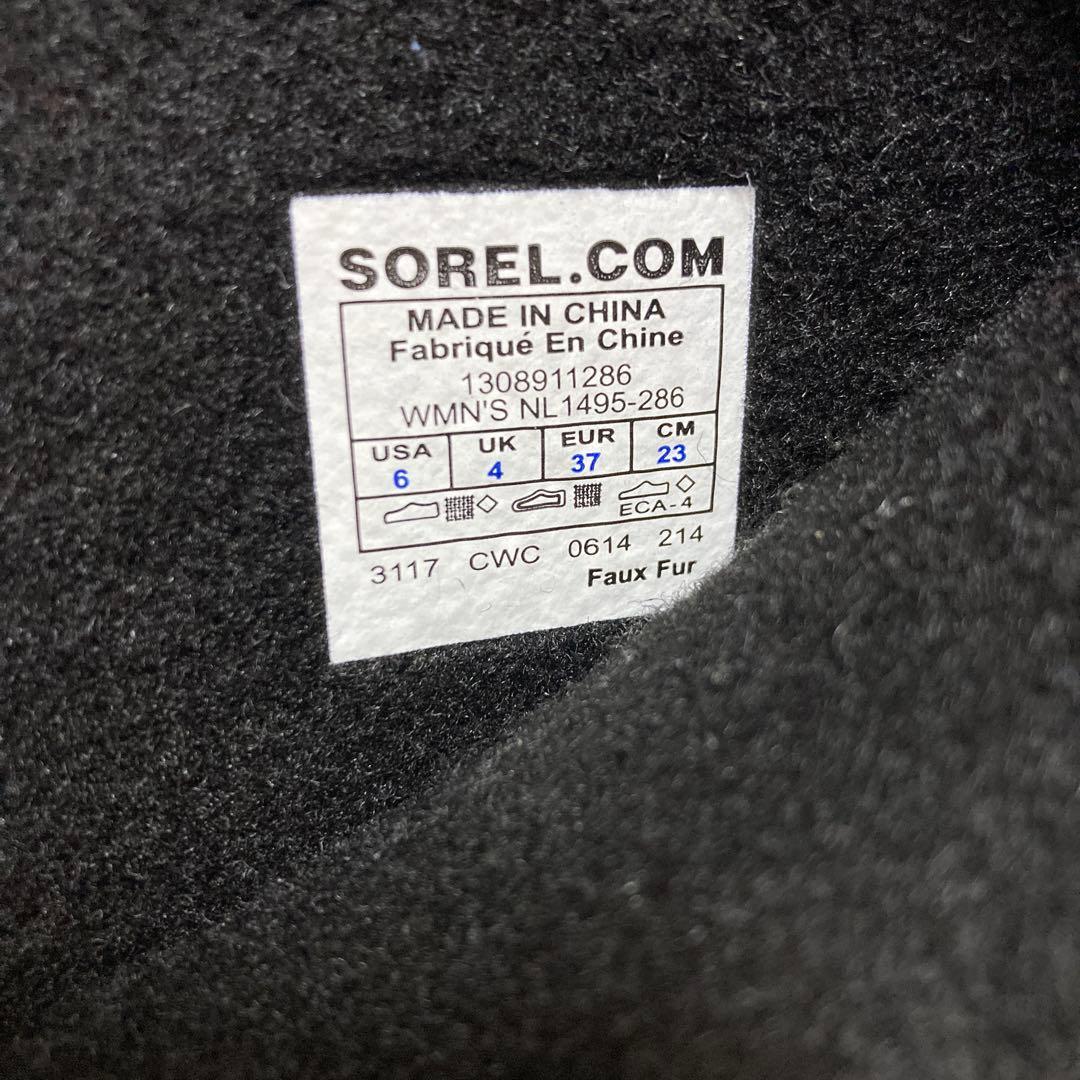 SOREL.COM
MADE IN CHINA
Fabriqué En Chine
1308911286
WMN'S NL1495-286
USA UK EUR CM
6 4 37 23
ECA-4
3117 CWC 0614 214
Faux Fur